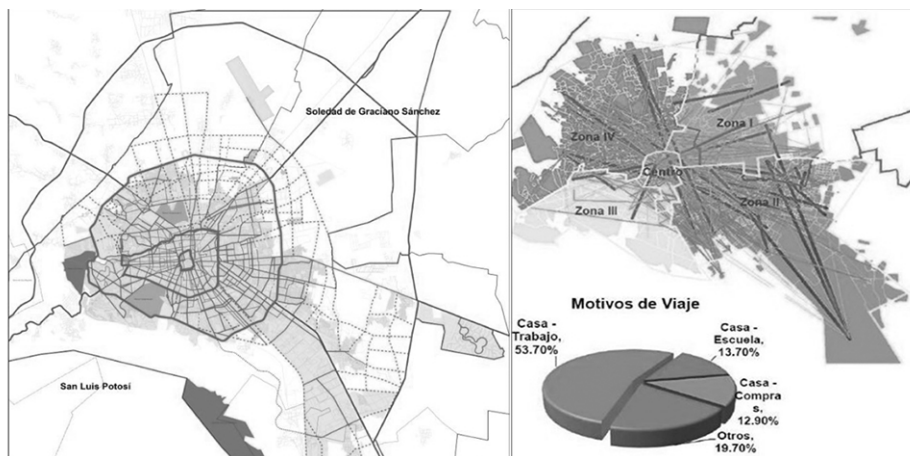 Soledad de Graciano Sánchez
San Luis Potosí
Zona IV
Zona I
Centro
Zona III
Zona II
Motivos de Viaje
Casa -
Trabajo,
53.70%
Casa -
Escuela,
13.70%
Casa -
Compra
s,
12.90%
Otros,
19.70%